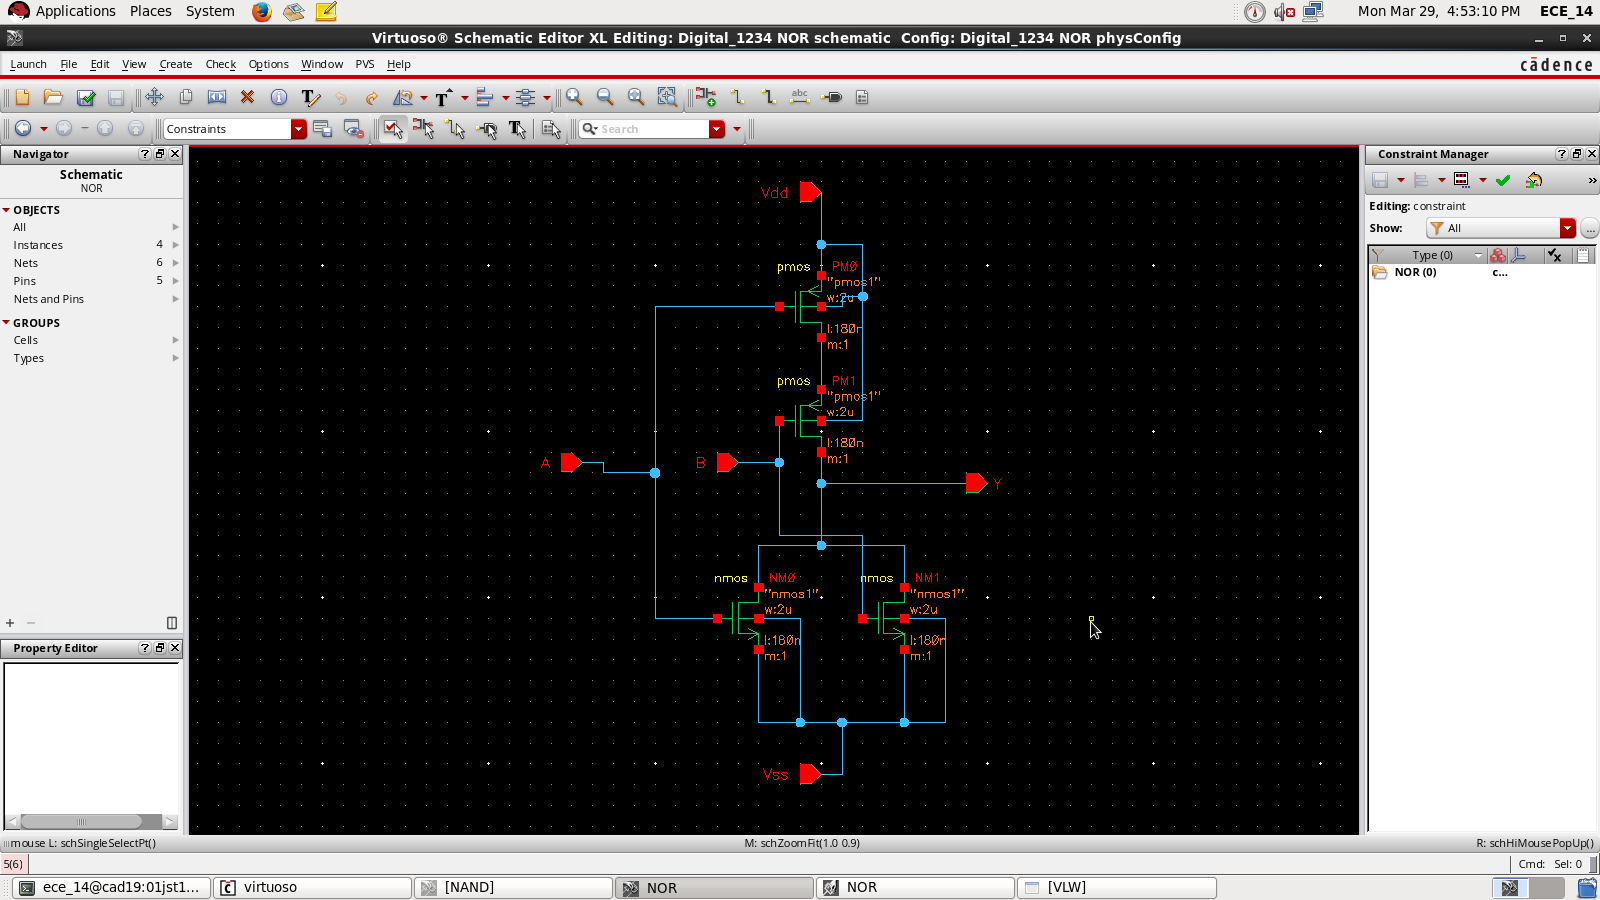 Applications Places System Mon Mar 29, 4:53:10 PM ECE_14
Virtuoso® Schematic Editor XL Editing: Digital_1234 NOR schematic Config: Digital_1234 NOR physConfig
Launch File Edit View Create Check Options Window PVS Help cādence
abc
Constraints Search
Navigator
Schematic
NOR
OBJECTS
All
Instances 4
Nets 6
Pins 5
Nets and Pins
GROUPS
Cells
Types
Property Editor
Vdd
pmos PM0
"pmos1"
w:2u
l:180n
m:1
pmos PM1
"pmos1"
w:2u
l:180n
m:1
A
B
Y
nmos NM0
"nmos1"
w:2u
l:180n
m:1
nmos NM1
"nmos1"
w:2u
l:180n
m:1
Vss
Constraint Manager
Editing: constraint
Show: All ...
Type (0)
NOR (0) c...
mouse L: schSingleSelectPt() M: schZoomFit(1.0 0.9) R: schHiMousePopUp()
5(6) Cmd: Sel: 0
ece_14@cad19:01jst1... virtuoso [NAND] NOR NOR [VLW]